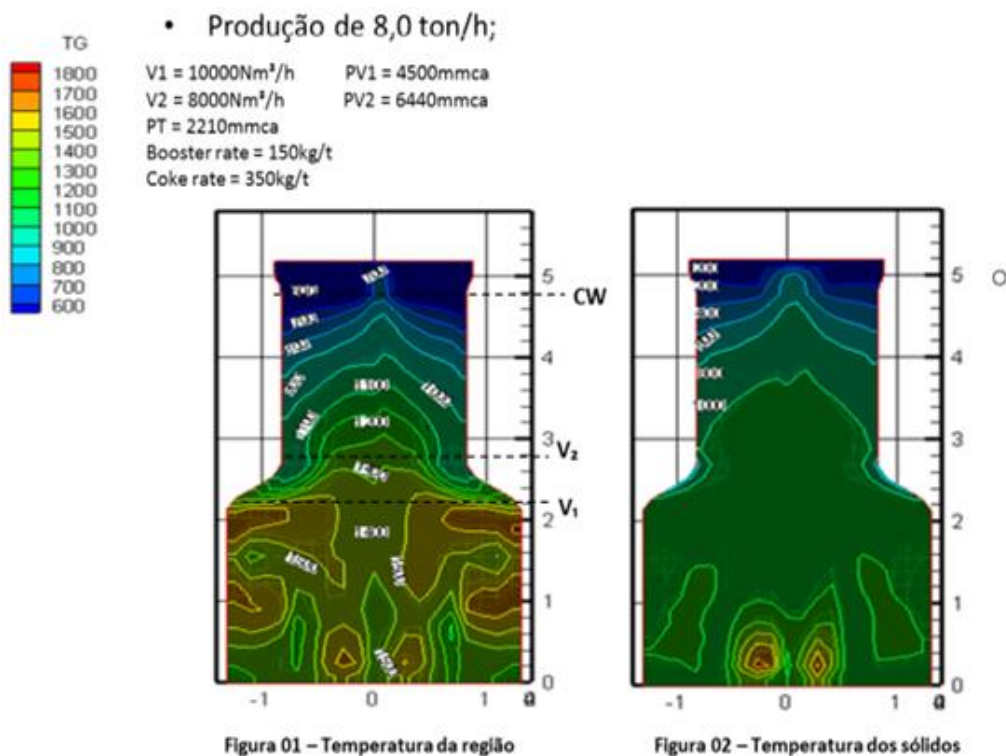 • Produção de 8,0 ton/h;
TG
1800
1700
1600
1500
1400
1300
1200
1100
1000
900
800
700
600
V1 = 10000Nm³/h PV1 = 4500mmca
V2 = 8000Nm³/h PV2 = 6440mmca
PT = 2210mmca
Booster rate = 150kg/t
Coke rate = 350kg/t
5
4
3
2
1
0
-1 0 1
CW
V₂
V₁
5
4
3
2
1
0
-1 0 1
Figura 01 – Temperatura da região
Figura 02 – Temperatura dos sólidos